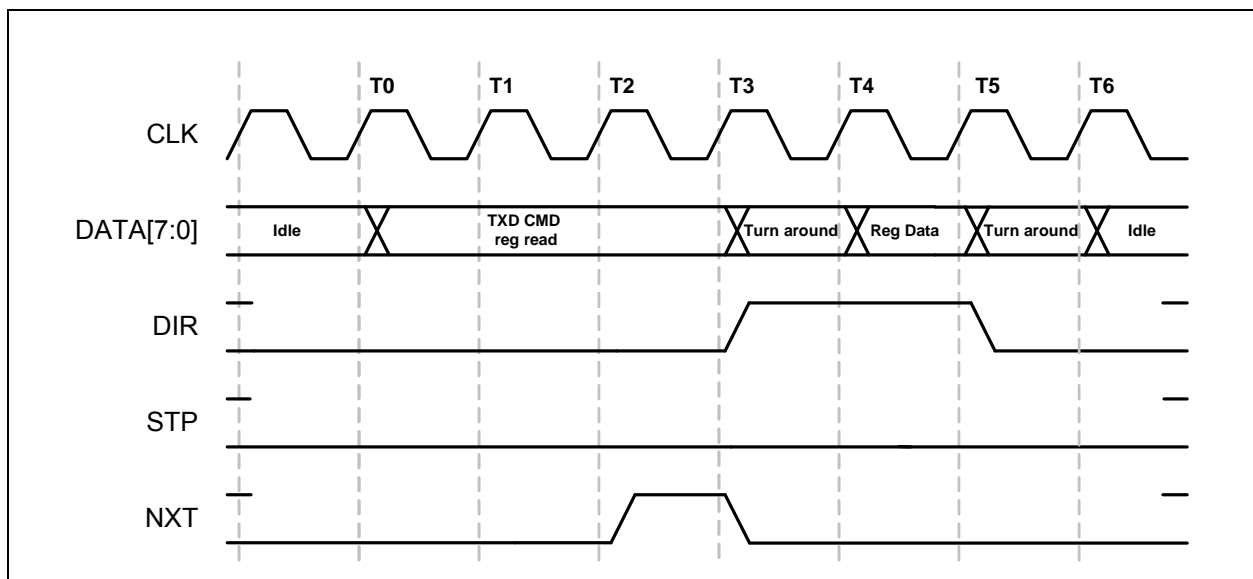 T0 T1 T2 T3 T4 T5 T6
CLK
DATA[7:0]
Idle
TXD CMD
reg read
Turn around
Reg Data
Turn around
Idle
DIR
STP
NXT